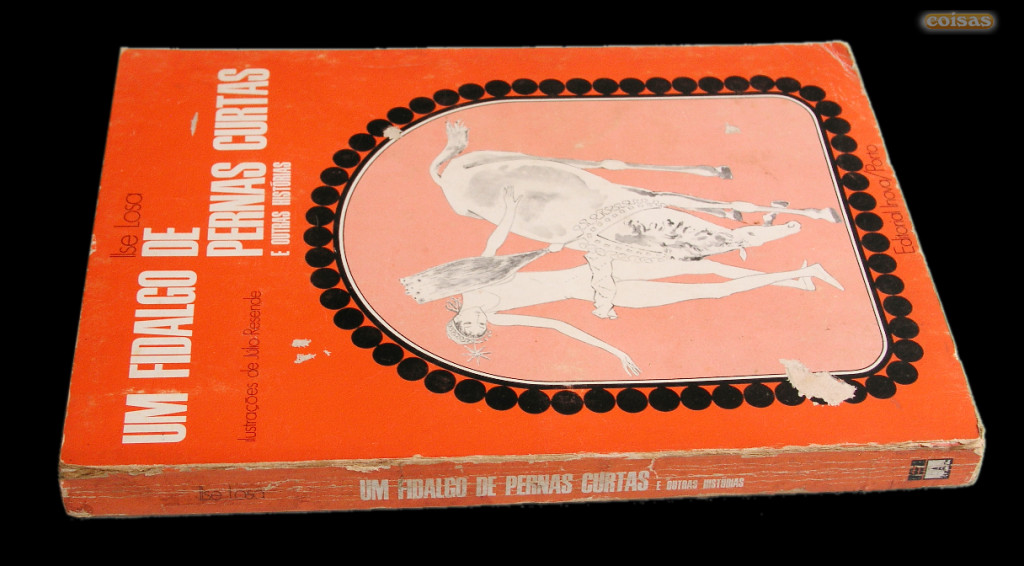 coisas
Ilse Losa
UM FIDALGO DE
PERNAS CURTAS
E OUTRAS HISTÓRIAS
ilustrações de Júlio Resende
Editorial Inova/Porto
Ilse Losa
UM FIDALGO DE PERNAS CURTAS E OUTRAS HISTÓRIAS